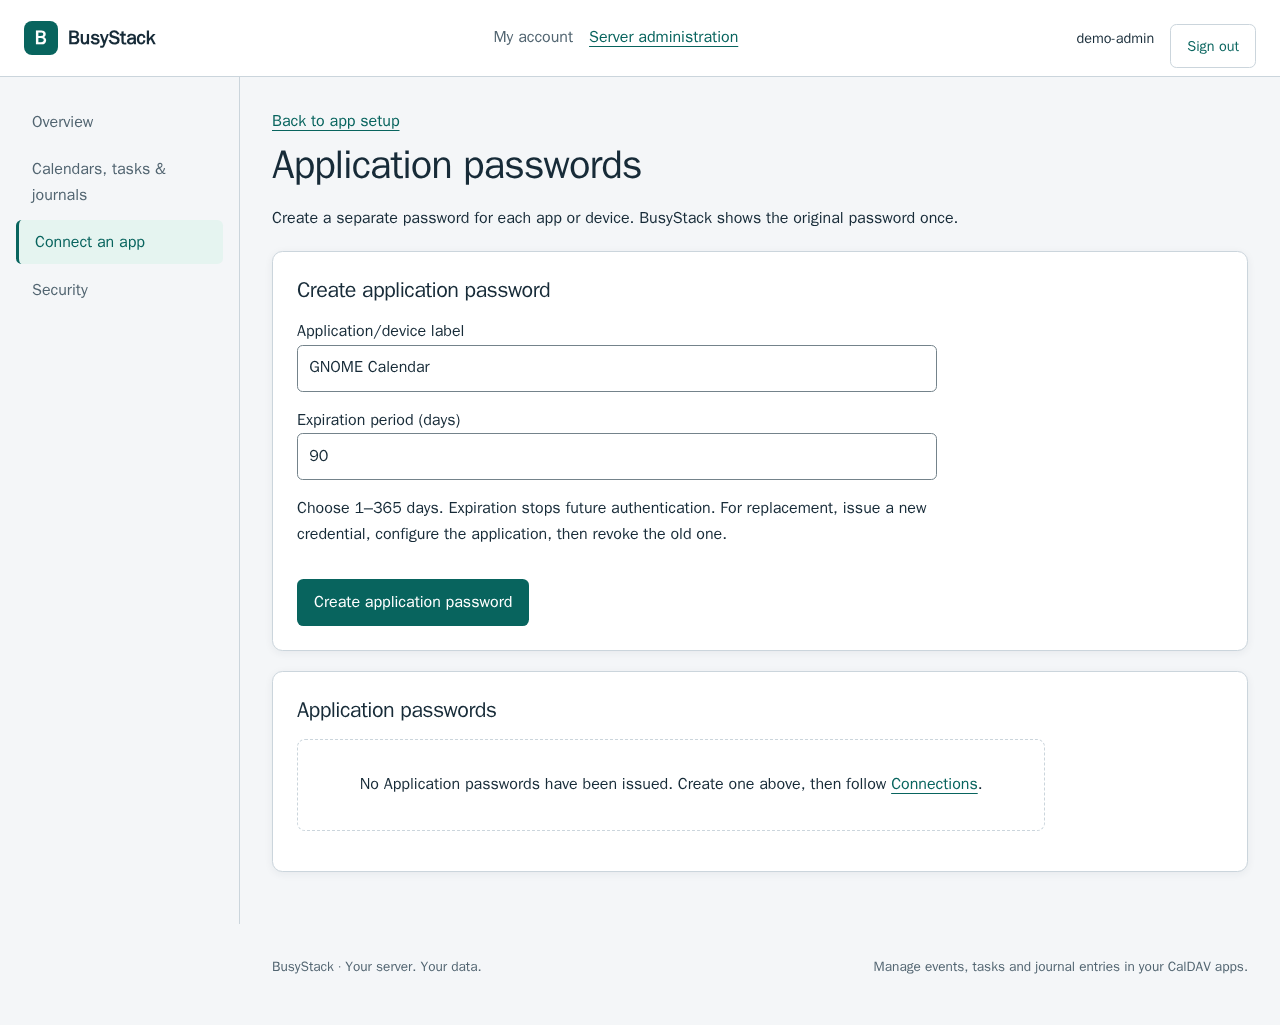 B BusyStack
My account Server administration
demo-admin Sign out
Overview
Calendars, tasks &
journals
Connect an app
Security
Back to app setup
Application passwords
Create a separate password for each app or device. BusyStack shows the original password once.
Create application password
Application/device label
GNOME Calendar
Expiration period (days)
90
Choose 1–365 days. Expiration stops future authentication. For replacement, issue a new
credential, configure the application, then revoke the old one.
Create application password
Application passwords
No Application passwords have been issued. Create one above, then follow Connections.
BusyStack · Your server. Your data.
Manage events, tasks and journal entries in your CalDAV apps.